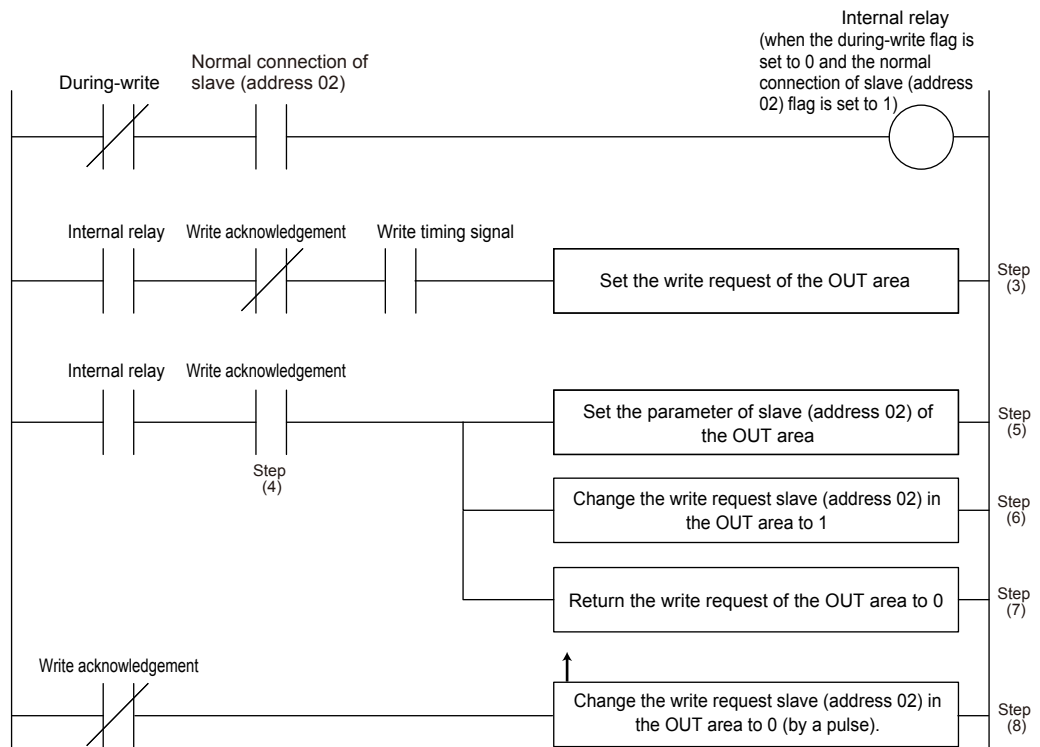 Internal relay
(when the during-write flag is
set to 0 and the normal
connection of slave (address
02) flag is set to 1)
During-write
Normal connection of
slave (address 02)
Internal relay
Write acknowledgement
Write timing signal
Set the write request of the OUT area
Step
(3)
Internal relay
Write acknowledgement
Step
(4)
Set the parameter of slave (address 02) of
the OUT area
Step
(5)
Change the write request slave (address 02) in
the OUT area to 1
Step
(6)
Return the write request of the OUT area to 0
Step
(7)
Write acknowledgement
Change the write request slave (address 02) in
the OUT area to 0 (by a pulse).
Step
(8)